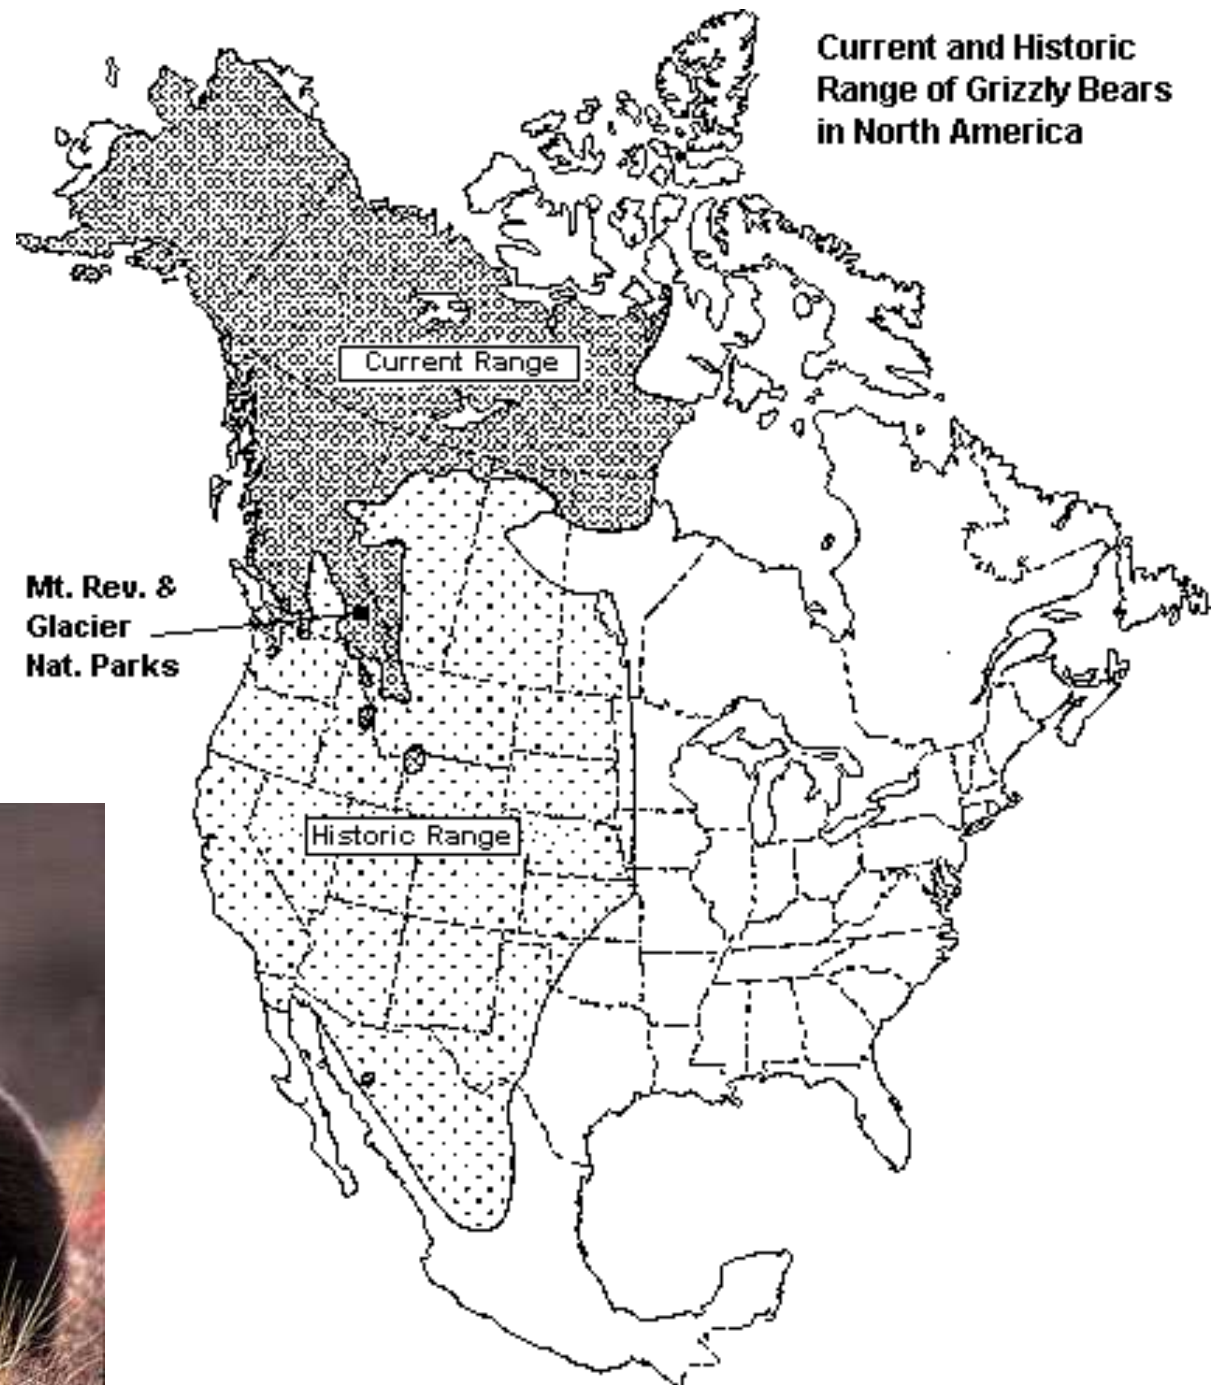 Current and Historic
Range of Grizzly Bears
in North America
Current Range
Mt. Rev. &
Glacier
Nat. Parks
Historic Range